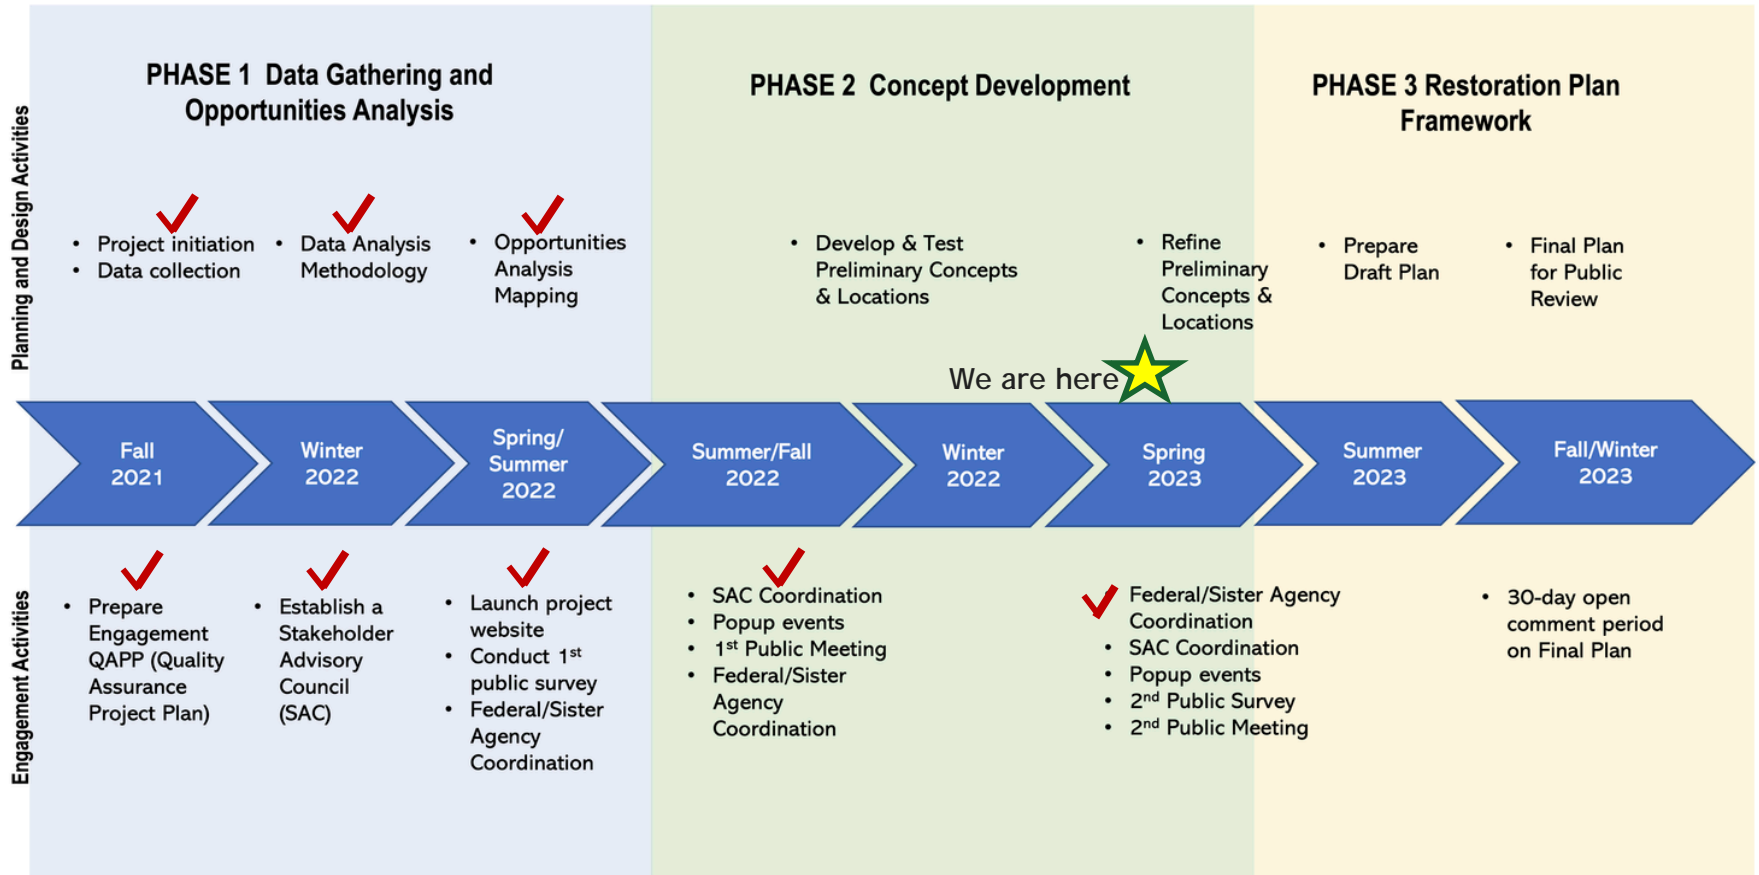 PHASE 1 Data Gathering and
Opportunities Analysis
PHASE 2 Concept Development
PHASE 3 Restoration Plan
Framework
Planning and Design Activities
• Project initiation
• Data collection
• Data Analysis
Methodology
• Opportunities
Analysis
Mapping
• Develop & Test
Preliminary Concepts
& Locations
• Refine
Preliminary
Concepts &
Locations
• Prepare
Draft Plan
• Final Plan
for Public
Review
We are here
Fall
2021
Winter
2022
Spring/
Summer
2022
Summer/Fall
2022
Winter
2022
Spring
2023
Summer
2023
Fall/Winter
2023
Engagement Activities
• Prepare
Engagement
QAPP (Quality
Assurance
Project Plan)
• Establish a
Stakeholder
Advisory
Council
(SAC)
• Launch project
website
• Conduct 1st
public survey
• Federal/Sister
Agency
Coordination
• SAC Coordination
• Popup events
• 1st Public Meeting
• Federal/Sister
Agency
Coordination
Federal/Sister Agency
Coordination
• SAC Coordination
• Popup events
• 2nd Public Survey
• 2nd Public Meeting
• 30-day open
comment period
on Final Plan